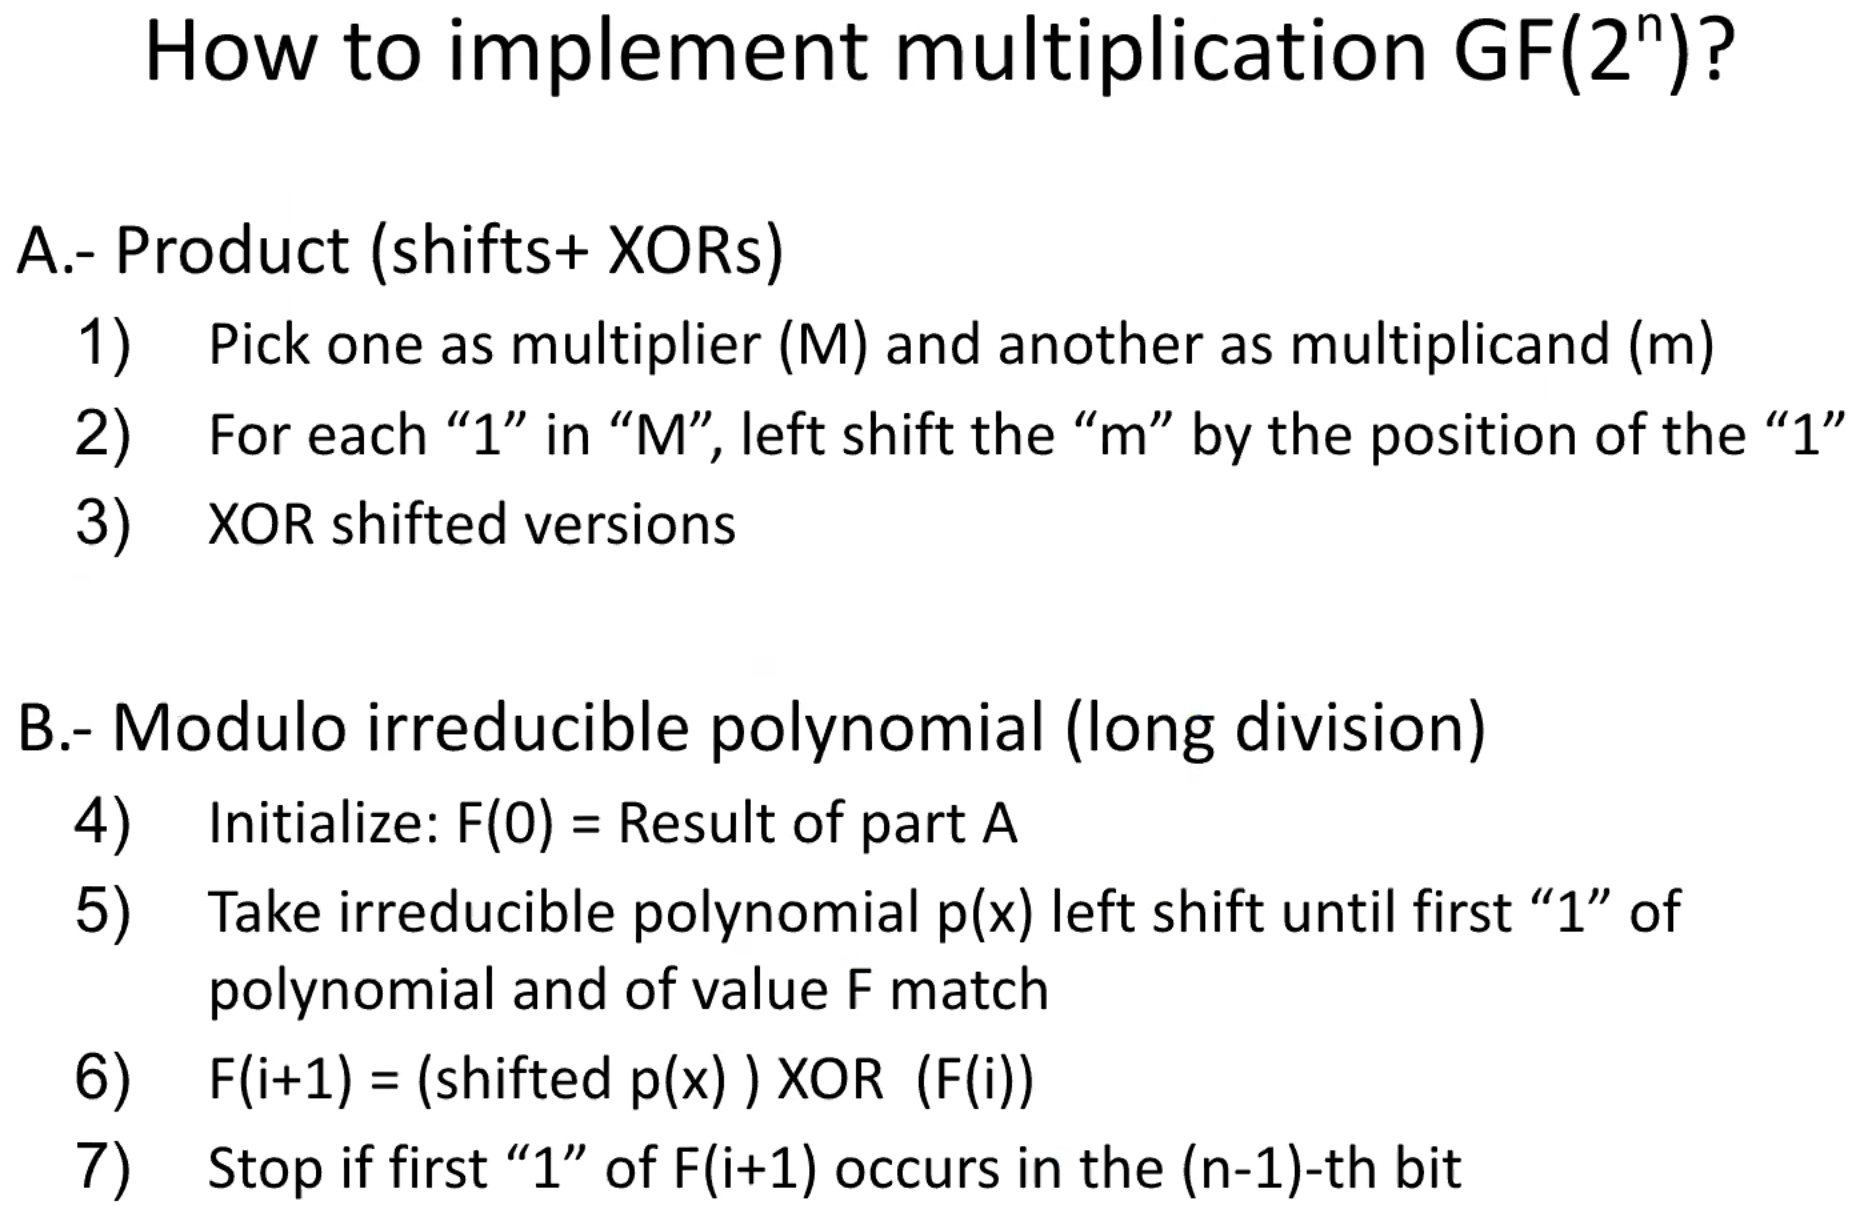 How to implement multiplication GF(2ⁿ)?
A.- Product (shifts+ XORs)
1) Pick one as multiplier (M) and another as multiplicand (m)
2) For each “1” in “M”, left shift the “m” by the position of the “1”
3) XOR shifted versions
B.- Modulo irreducible polynomial (long division)
4) Initialize: F(0) = Result of part A
5) Take irreducible polynomial p(x) left shift until first “1” of
polynomial and of value F match
6) F(i+1) = (shifted p(x) ) XOR (F(i))
7) Stop if first “1” of F(i+1) occurs in the (n-1)-th bit